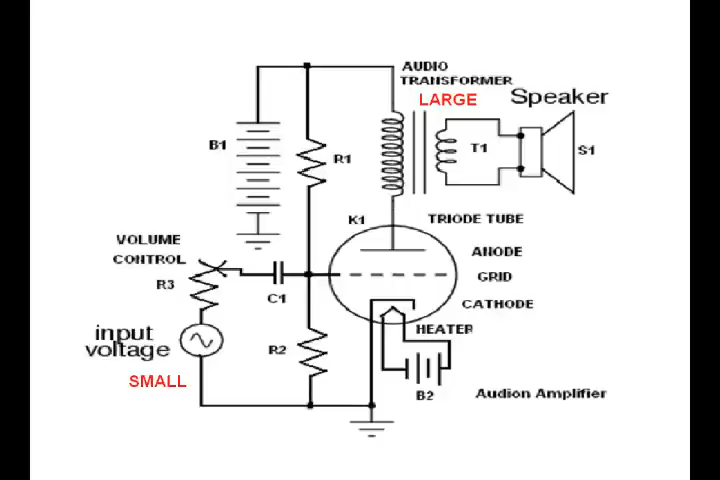 AUDIO
TRANSFORMER
LARGE
Speaker
B1
R1
T1
S1
K1
TRIODE TUBE
VOLUME
CONTROL
ANODE
R3
C1
GRID
CATHODE
input
voltage
HEATER
SMALL
R2
B2
Audion Amplifier